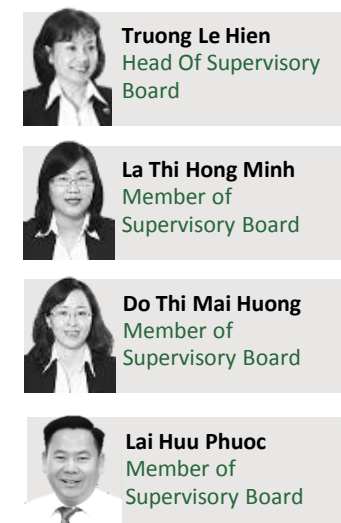 Truong Le Hien
Head Of Supervisory
Board
La Thi Hong Minh
Member of
Supervisory Board
Do Thi Mai Huong
Member of
Supervisory Board
Lai Huu Phuoc
Member of
Supervisory Board